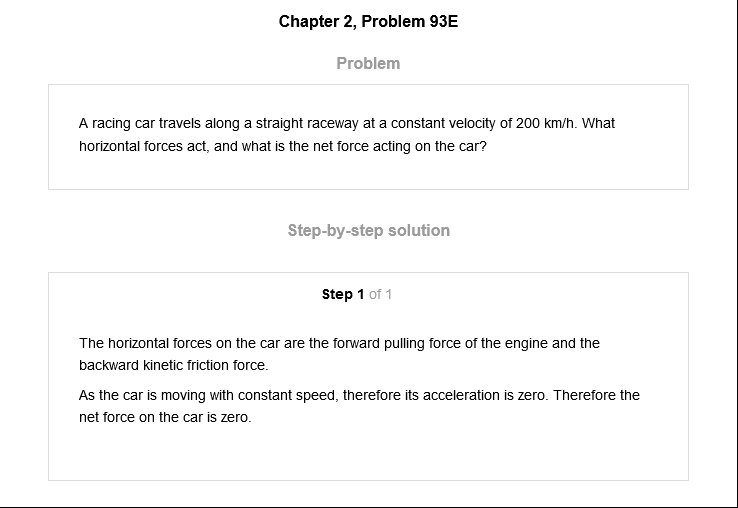 Chapter 2, Problem 93E
Problem
A racing car travels along a straight raceway at a constant velocity of 200 km/h. What
horizontal forces act, and what is the net force acting on the car?
Step-by-step solution
Step 1 of 1
The horizontal forces on the car are the forward pulling force of the engine and the
backward kinetic friction force.
As the car is moving with constant speed, therefore its acceleration is zero. Therefore the
net force on the car is zero.